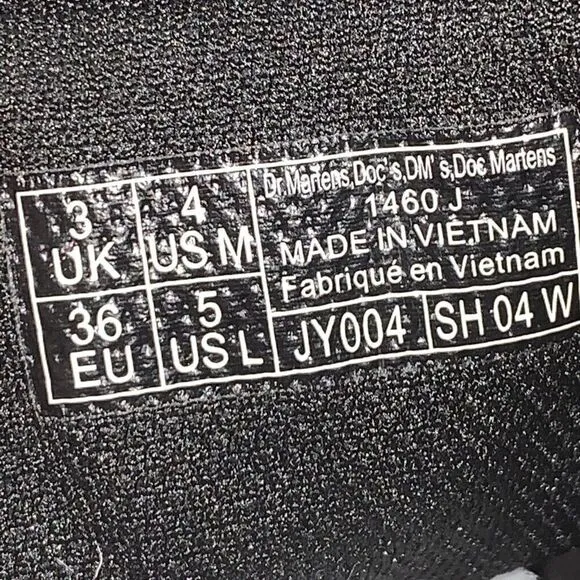 3
UK
4
US M
Dr.Martens,Doc's,DM's,Doc Martens
1460 J
MADE IN VIETNAM
Fabriqué en Vietnam
36
EU
5
US L
JY004
SH 04 W